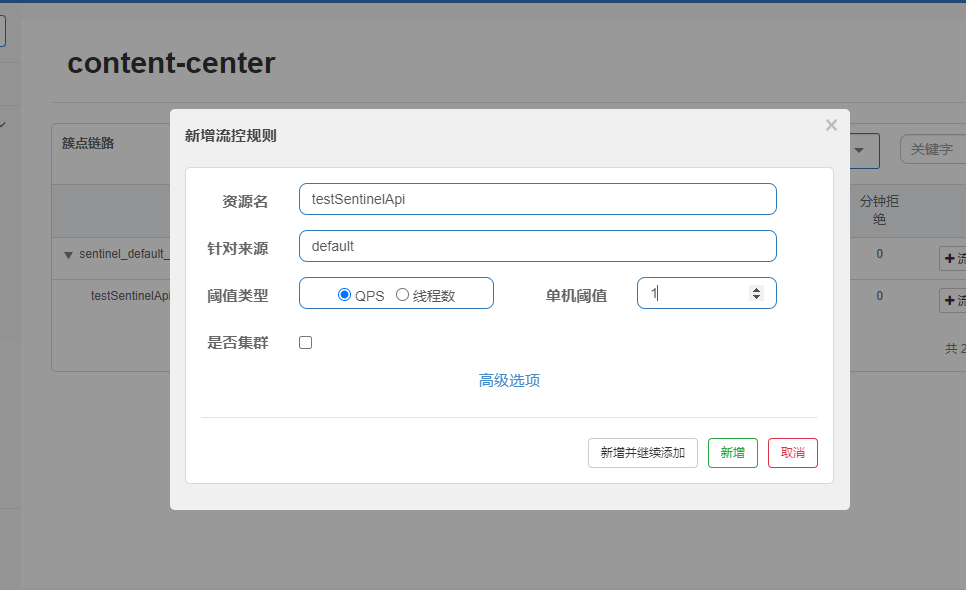 content-center
簇点链路
关键字
分钟拒
绝
sentinel_default_
0
testSentinelApi
0
共 2
新增流控规则
×
资源名
testSentinelApi
针对来源
default
阈值类型
QPS 线程数
单机阈值
1
是否集群
高级选项
新增并继续添加
新增
取消